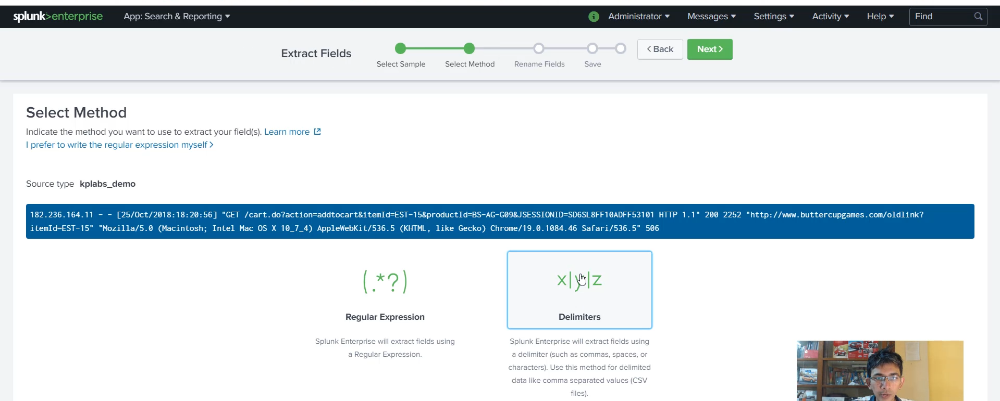 splunk>enterprise App: Search & Reporting i Administrator Messages Settings Activity Help Find
Extract Fields
Select Sample Select Method Rename Fields Save
< Back Next >
Select Method
Indicate the method you want to use to extract your field(s). Learn more
I prefer to write the regular expression myself >
Source type kplabs_demo
182.236.164.11 - - [25/Oct/2018:18:20:56] "GET /cart.do?action=addtocart&itemId=EST-15&productId=BS-AG-G09&JSESSIONID=SD6SL8FF10ADFF53101 HTTP 1.1" 200 2252 "http://www.buttercupgames.com/oldlink?
itemId=EST-15" "Mozilla/5.0 (Macintosh; Intel Mac OS X 10_7_4) AppleWebKit/536.5 (KHTML, like Gecko) Chrome/19.0.1084.46 Safari/536.5" 506
(.*?)
Regular Expression
Splunk Enterprise will extract fields using
a Regular Expression.
x|y|z
Delimiters
Splunk Enterprise will extract fields using
a delimiter (such as commas, spaces, or
characters). Use this method for delimited
data like comma separated values (CSV
files).